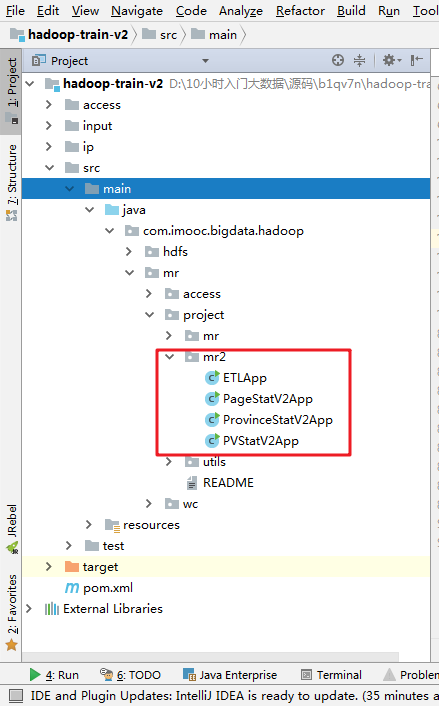 File Edit View Navigate Code Analyze Refactor Build Run Tool
hadoop-train-v2 src main
Project
1: Project
hadoop-train-v2 D:\10小时入门大数据\源码\b1qv7n\hadoop-tra
access
input
ip
src
main
7: Structure
java
com.imooc.bigdata.hadoop
hdfs
mr
access
project
mr
mr2
ETLApp
PageStatV2App
ProvinceStatV2App
PVStatV2App
utils
README
wc
JRebel
resources
test
target
pom.xml
2: Favorites
External Libraries
4: Run 6: TODO Java Enterprise Terminal Problem
IDE and Plugin Updates: IntelliJ IDEA is ready to update. (35 minutes a